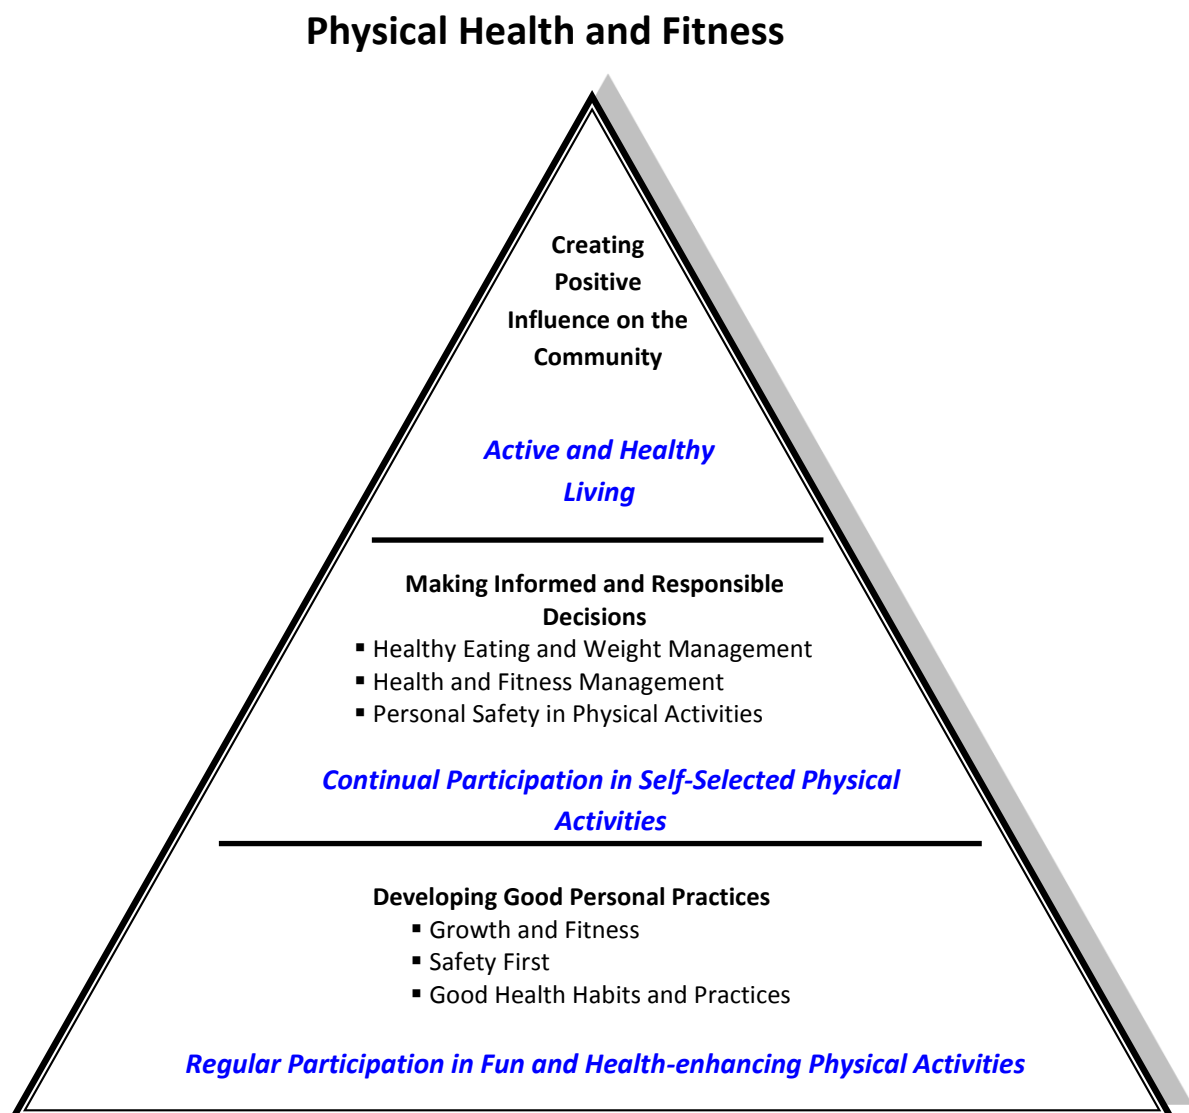 Physical Health and Fitness
Creating
Positive
Influence on the
Community
Active and Healthy
Living
Making Informed and Responsible
Decisions
▪ Healthy Eating and Weight Management
▪ Health and Fitness Management
▪ Personal Safety in Physical Activities
Continual Participation in Self-Selected Physical
Activities
Developing Good Personal Practices
▪ Growth and Fitness
▪ Safety First
▪ Good Health Habits and Practices
Regular Participation in Fun and Health-enhancing Physical Activities